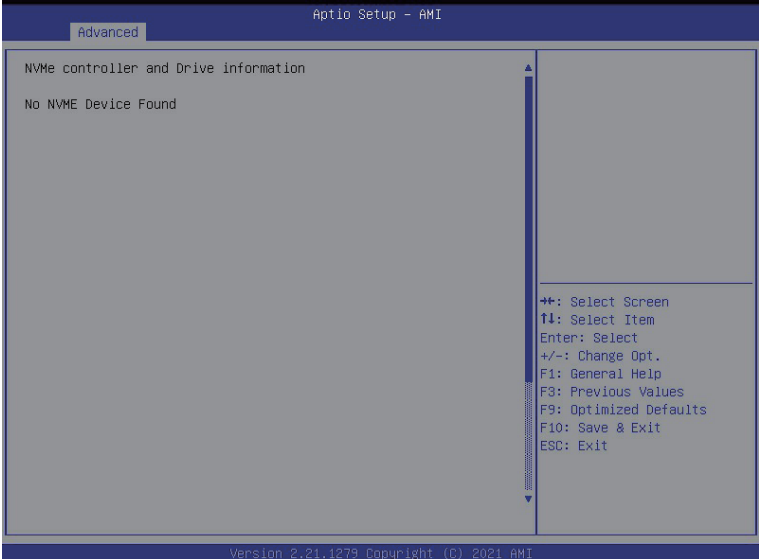 Aptio Setup - AMI
Advanced
NVMe controller and Drive information
No NVME Device Found
→←: Select Screen
↑↓: Select Item
Enter: Select
+/-: Change Opt.
F1: General Help
F3: Previous Values
F9: Optimized Defaults
F10: Save & Exit
ESC: Exit
Version 2.21.1279 Copyright (C) 2021 AMI